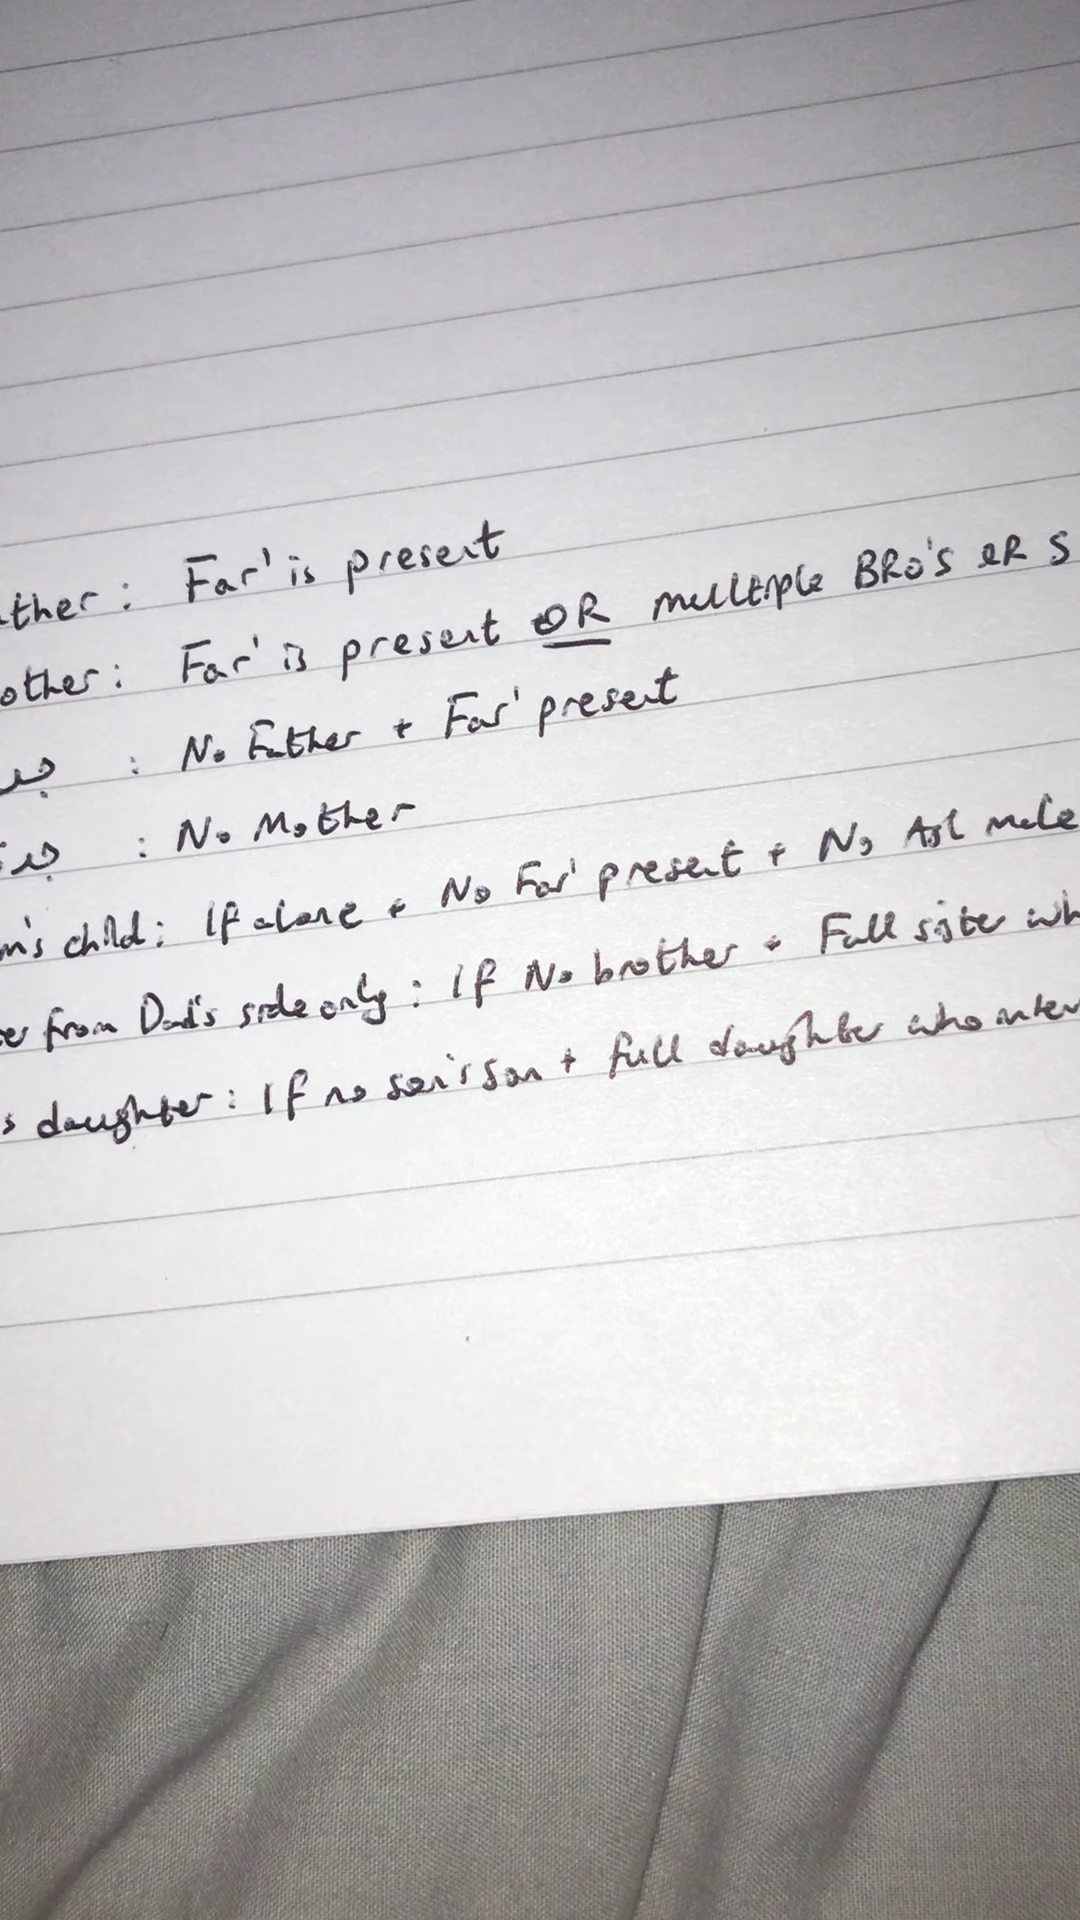 ther: Far' is present
other: Far' is present OR multiple BRO's OR S
جد : No Father + Far' present
جدة : No Mother
m's child: If alone + No Far' present + No Asl male
er from Dad's side only: If No brother + Full sister wh
s daughter: If no son's son + full daughter who inher